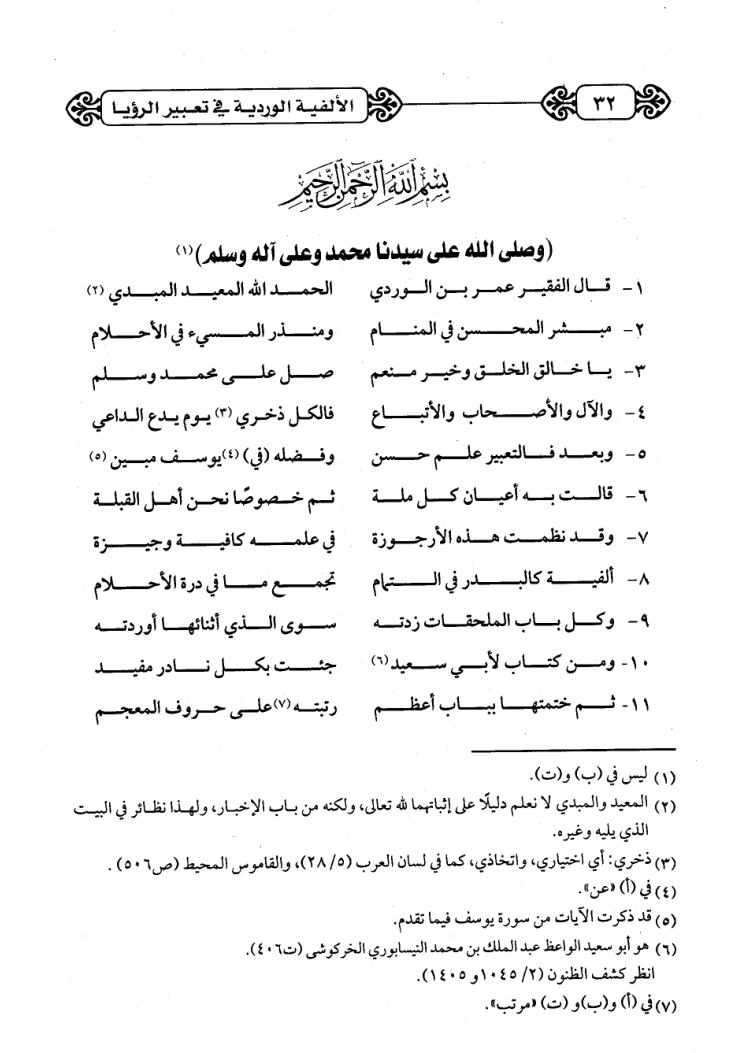 ٣٢
الألفية الوردية في تعبير الرؤيا
بسم الله الرحمن الرحيم
(وصلى الله على سيدنا محمد وعلى آله وسلم)(١)
١- قال الفقير عمر بن الوردي الحمد الله المعيد المبدي (٢)
٢- مبشر المحسن في المنام ومنذر المسيء في الأحلام
٣- يا خالق الخلق وخير منعم صل على محمد وسلم
٤- والآل والأصحاب والأتباع فالكل ذخري (٣) يوم يدع الداعي
٥- وبعد فالتعبير علم حسن وفضله (في) (٤) يوسف مبين (٥)
٦- قالت به أعيان كل ملة ثم خصوصًا نحن أهل القبلة
٧- وقد نظمت هذه الأرجوزة في علمه كافية وجيزة
٨- ألفية كالبدر في التمام تجمع ما في درة الأحلام
٩- وكل باب الملحقات زدته سوى الذي أثنائها أوردته
١٠- ومن كتاب لأبي سعيد (٦) جئت بكل نادر مفيد
١١- ثم ختمتها بباب أعظم رتبته (٧) على حروف المعجم
(١) ليس في (ب) و(ت).
(٢) المعيد والمبدي لا نعلم دليلًا على إثباتهما لله تعالى، ولكنه من باب الإخبار، ولهذا نظائر في البيت
الذي يليه وغيره.
(٣) ذخري: أي اختياري، واتخاذي، كما في لسان العرب (٥/ ٢٨)، والقاموس المحيط (ص٥٠٦) .
(٤) في (أ) «عن».
(٥) قد ذكرت الآيات من سورة يوسف فيما تقدم.
(٦) هو أبو سعيد الواعظ عبد الملك بن محمد النيسابوري الخركوشى (ت٤٠٦).
انظر كشف الظنون (٢/ ١٠٤٥ و ١٤٠٥).
(٧) في (أ) و(ب) و (ت) «مرتب».